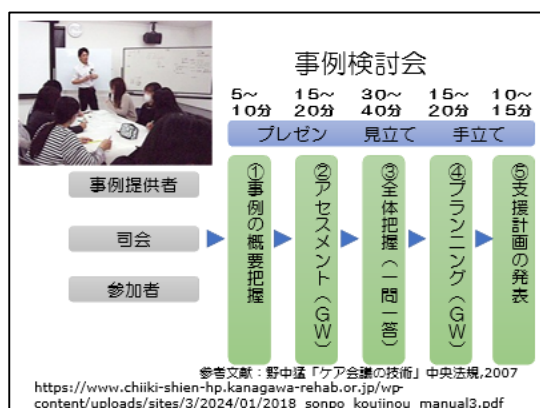 事例検討会
5～10分
15～20分
30～40分
15～20分
10～15分
プレゼン 見立て 手立て
事例提供者
司会
参加者
①事例の概要把握
②アセスメント（GW）
③全体把握（一問一答）
④プランニング（GW）
⑤支援計画の発表
参考文献：野中猛「ケア会議の技術」中央法規,2007
https://www.chiiki-shien-hp.kanagawa-rehab.or.jp/wp-
content/uploads/sites/3/2024/01/2018_sonpo_koujinou_manual3.pdf